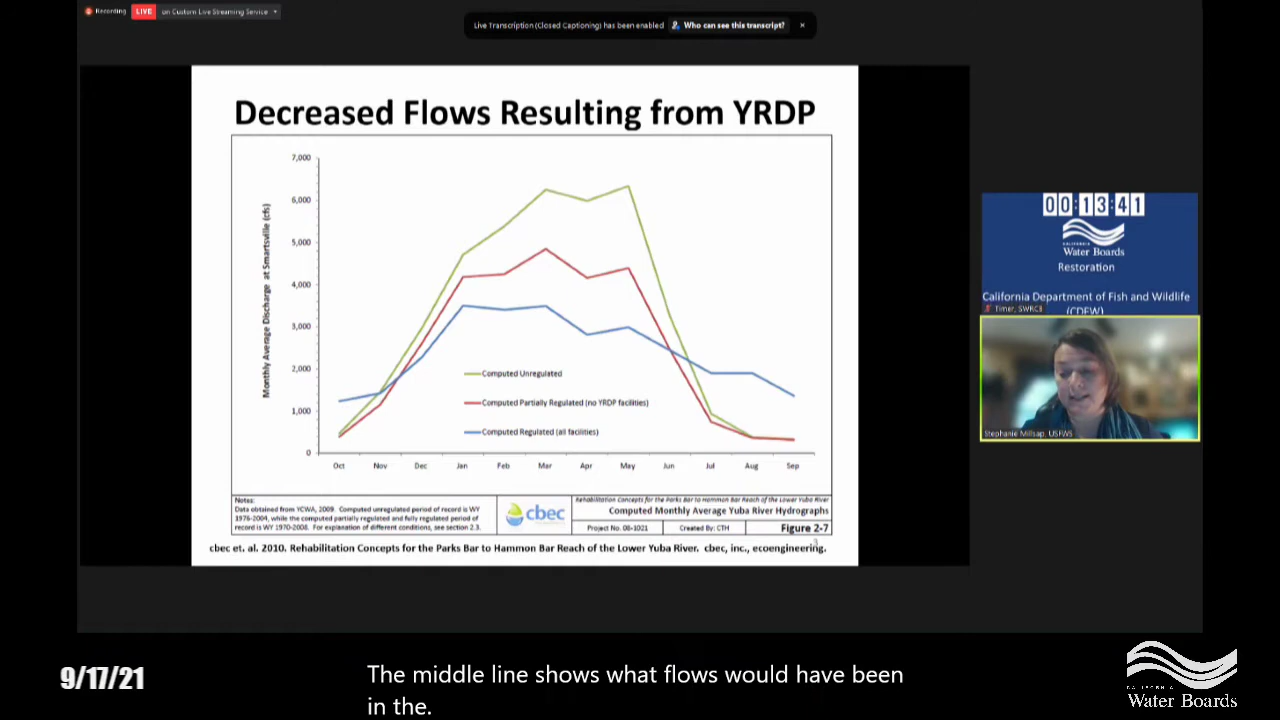 Recording LIVE on Custom Live Streaming Service
Live Transcription (Closed Captioning) has been enabled Who can see this transcript? ×
Decreased Flows Resulting from YRDP
Monthly Average Discharge at Smartsville (cfs)
7,000
6,000
5,000
4,000
3,000
2,000
1,000
0
Computed Unregulated
Computed Partially Regulated (no YRDP facilities)
Computed Regulated (all facilities)
Oct Nov Dec Jan Feb Mar Apr May Jun Jul Aug Sep
Notes:
Data obtained from YCWA, 2009. Computed unregulated period of record is WY
1976-2004, while the computed partially regulated and fully regulated period of
record is WY 1970-2008. For explanation of different conditions, see section 2.3.
cbec
Rehabilitation Concepts for the Parks Bar to Hammon Bar Reach of the Lower Yuba River
Computed Monthly Average Yuba River Hydrographs
Project No. 08-1021 Created By: CTH Figure 2-7
3
cbec et. al. 2010. Rehabilitation Concepts for the Parks Bar to Hammon Bar Reach of the Lower Yuba River. cbec, inc., ecoengineering.
00:13:41
CALIFORNIA
Water Boards
Restoration
California Department of Fish and Wildlife
(CDFW)
Timer, SWRCB
Stephanie Millsap, USFWS
9/17/21
The middle line shows what flows would have been
in the.
CALIFORNIA
Water Boards